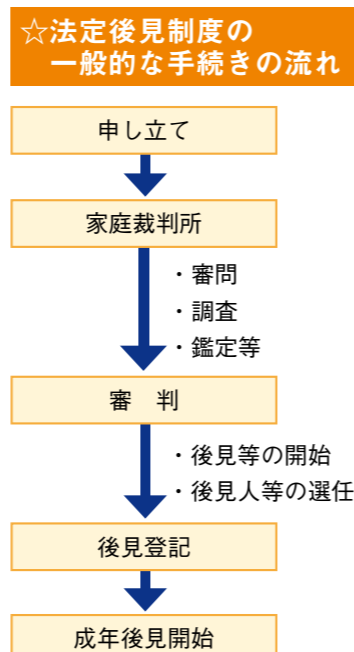 ☆法定後見制度の
一般的な手続きの流れ
申し立て
家庭裁判所
・審問
・調査
・鑑定等
審　判
・後見等の開始
・後見人等の選任
後見登記
成年後見開始